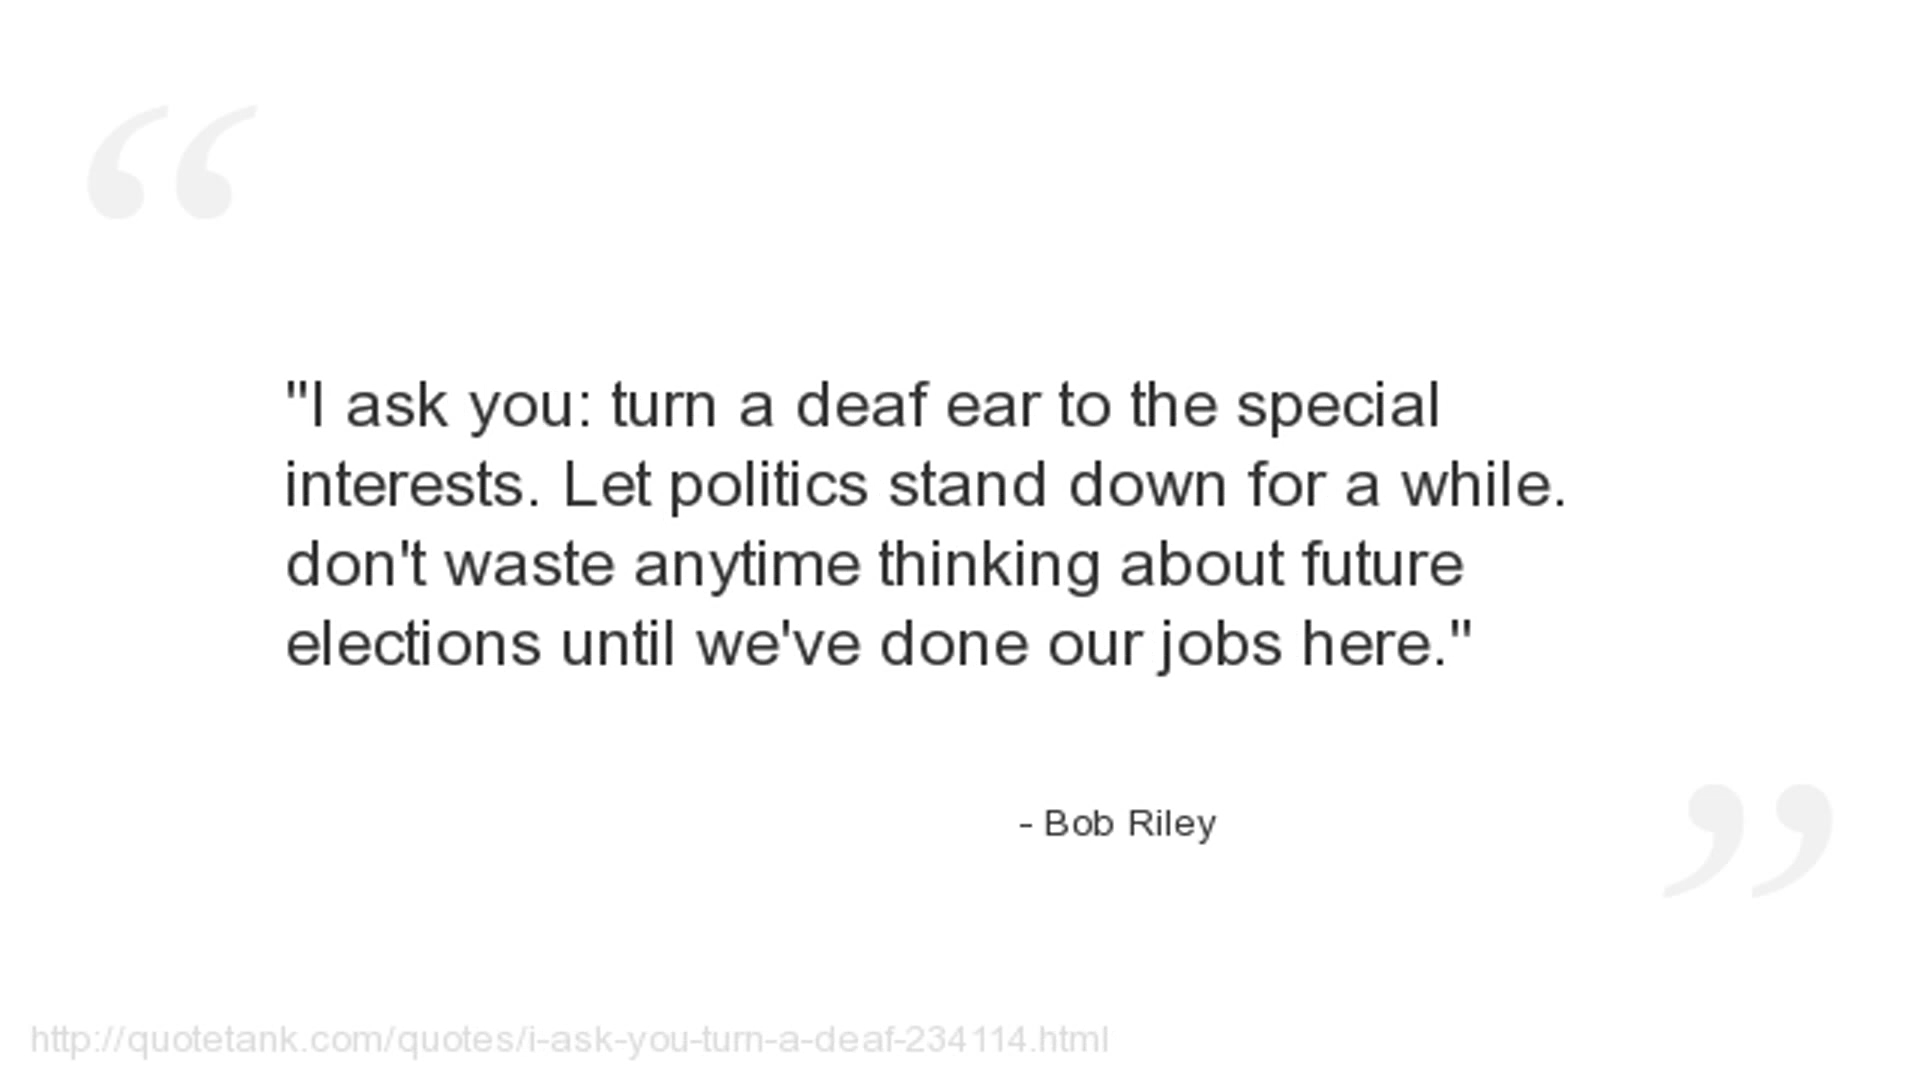 "I ask you: turn a deaf ear to the special
interests. Let politics stand down for a while.
don't waste anytime thinking about future
elections until we've done our jobs here."
- Bob Riley
http://quotetank.com/quotes/i-ask-you-turn-a-deaf-234114.html